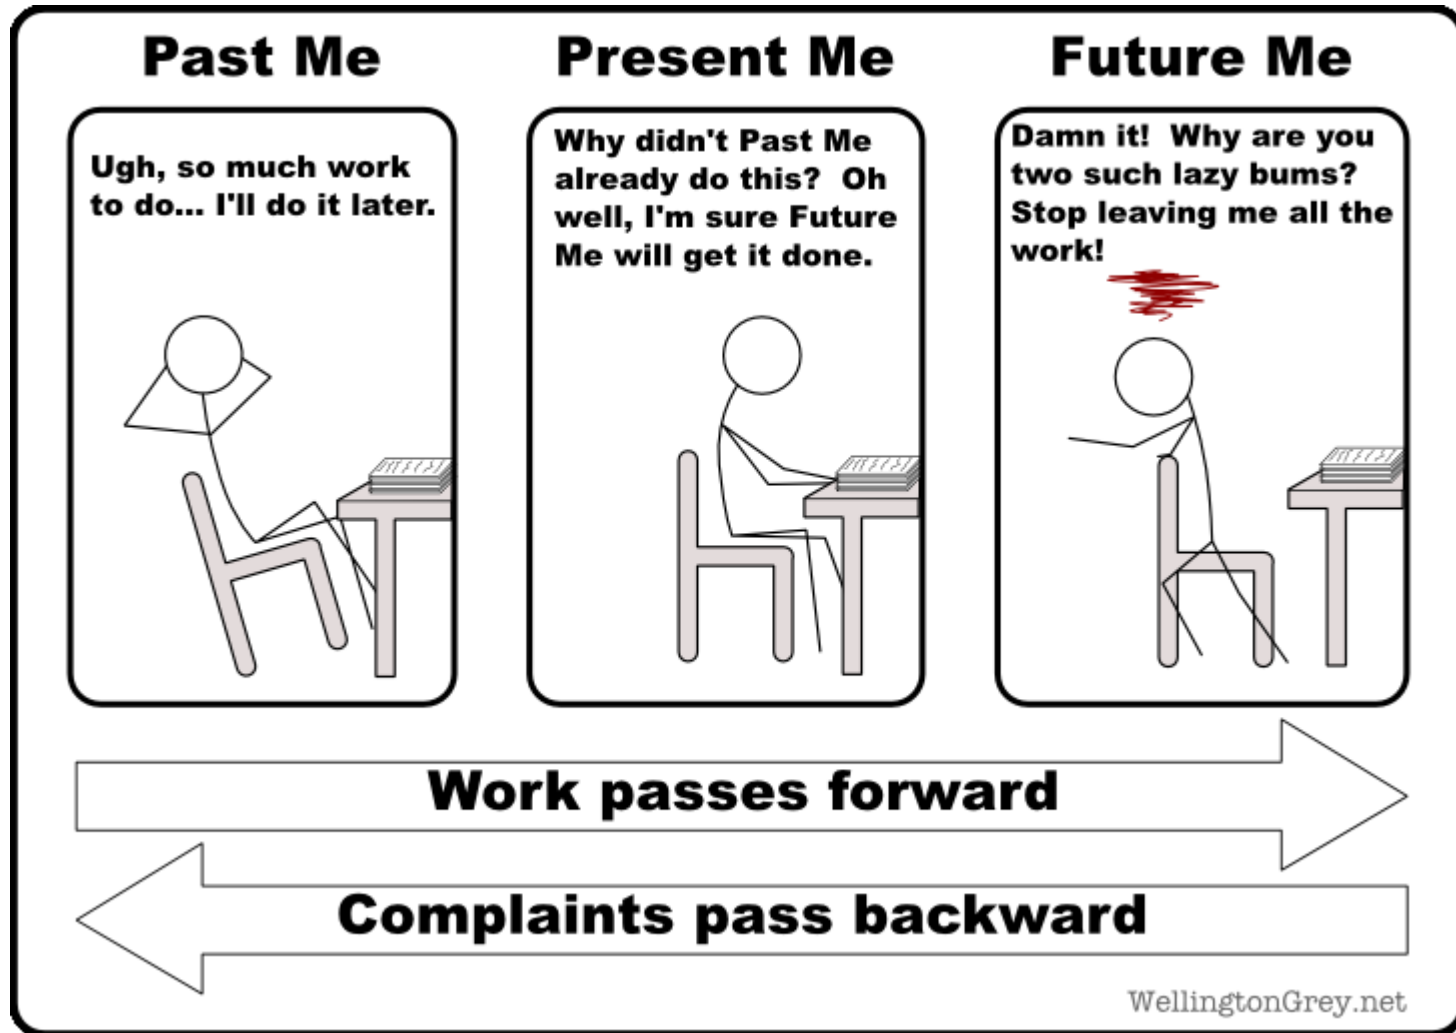 Past Me
Present Me
Future Me
Ugh, so much work
to do... I'll do it later.
Why didn't Past Me
already do this?  Oh
well, I'm sure Future
Me will get it done.
Damn it!  Why are you
two such lazy bums?
Stop leaving me all the
work!
Work passes forward
Complaints pass backward
WellingtonGrey.net